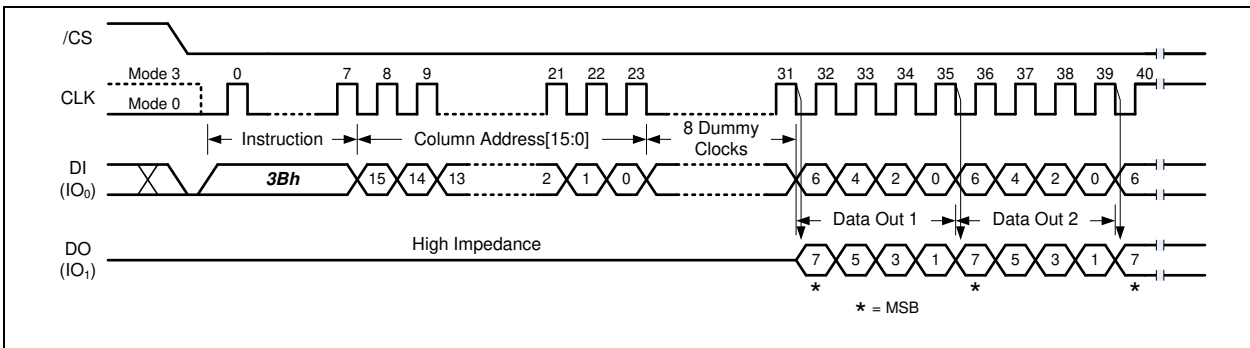 /CS
Mode 3
0 7 8 9 21 22 23 31 32 33 34 35 36 37 38 39 40
CLK
Mode 0
Instruction Column Address[15:0] 8 Dummy
Clocks
DI
(IO0)
3Bh 15 14 13 2 1 0 6 4 2 0 6 4 2 0 6
Data Out 1 Data Out 2
DO
(IO1)
High Impedance
7 5 3 1 7 5 3 1 7
* * *
* = MSB